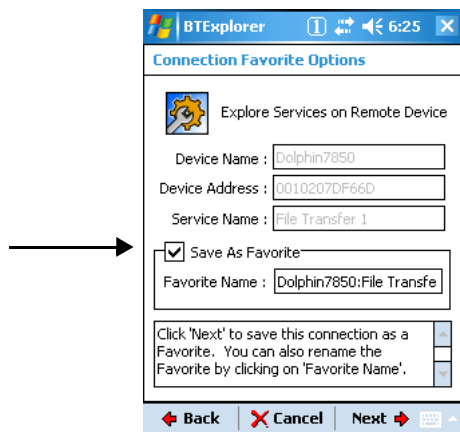 BTExplorer 1 6:25
Connection Favorite Options
Explore Services on Remote Device
Device Name : Dolphin7850
Device Address : 0010207DF66D
Service Name : File Transfer 1
Save As Favorite
Favorite Name : Dolphin7850:File Transfe
Click 'Next' to save this connection as a
Favorite. You can also rename the
Favorite by clicking on 'Favorite Name'.
Back Cancel Next